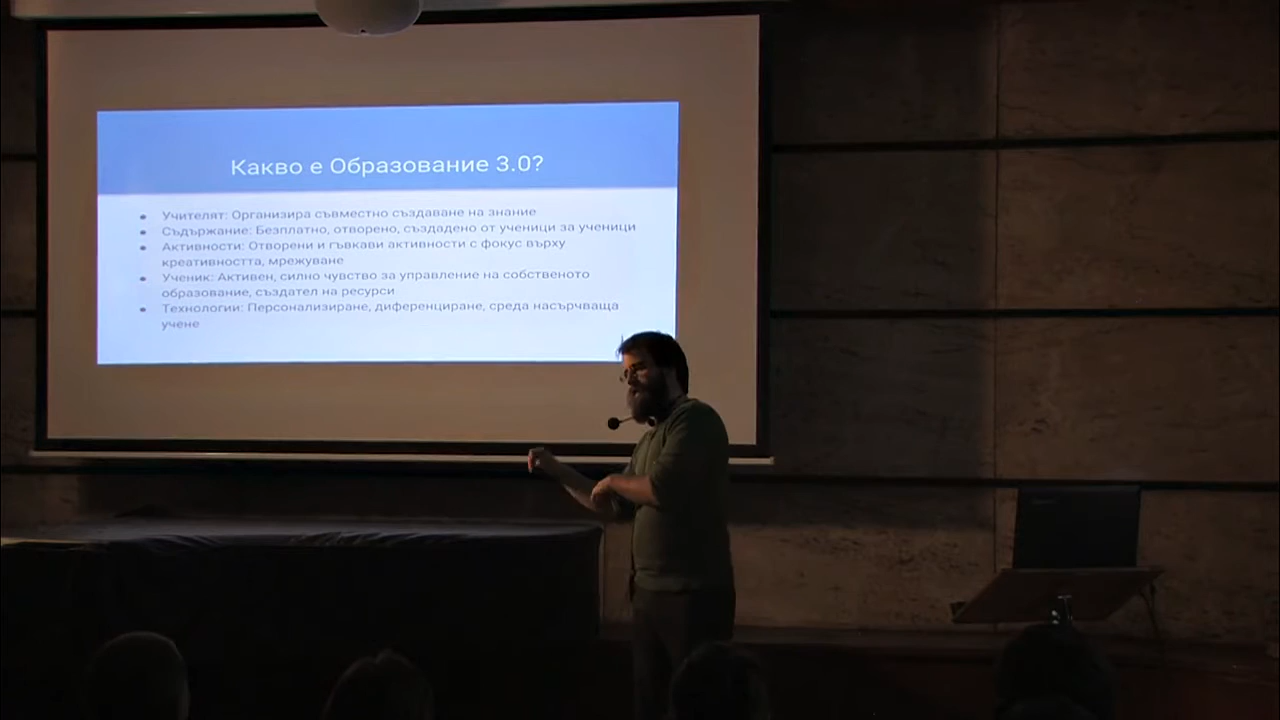 Какво е Образование 3.0?
● Учителят: Организира съвместно създаване на знание
● Съдържание: Безплатно, отворено, създадено от ученици за ученици
● Активности: Отворени и гъвкави активности с фокус върху
креативността, мрежуване
● Ученик: Активен, силно чувство за управление на собственото
образование, създател на ресурси
● Технологии: Персонализиране, диференциране, среда насърчваща
учене